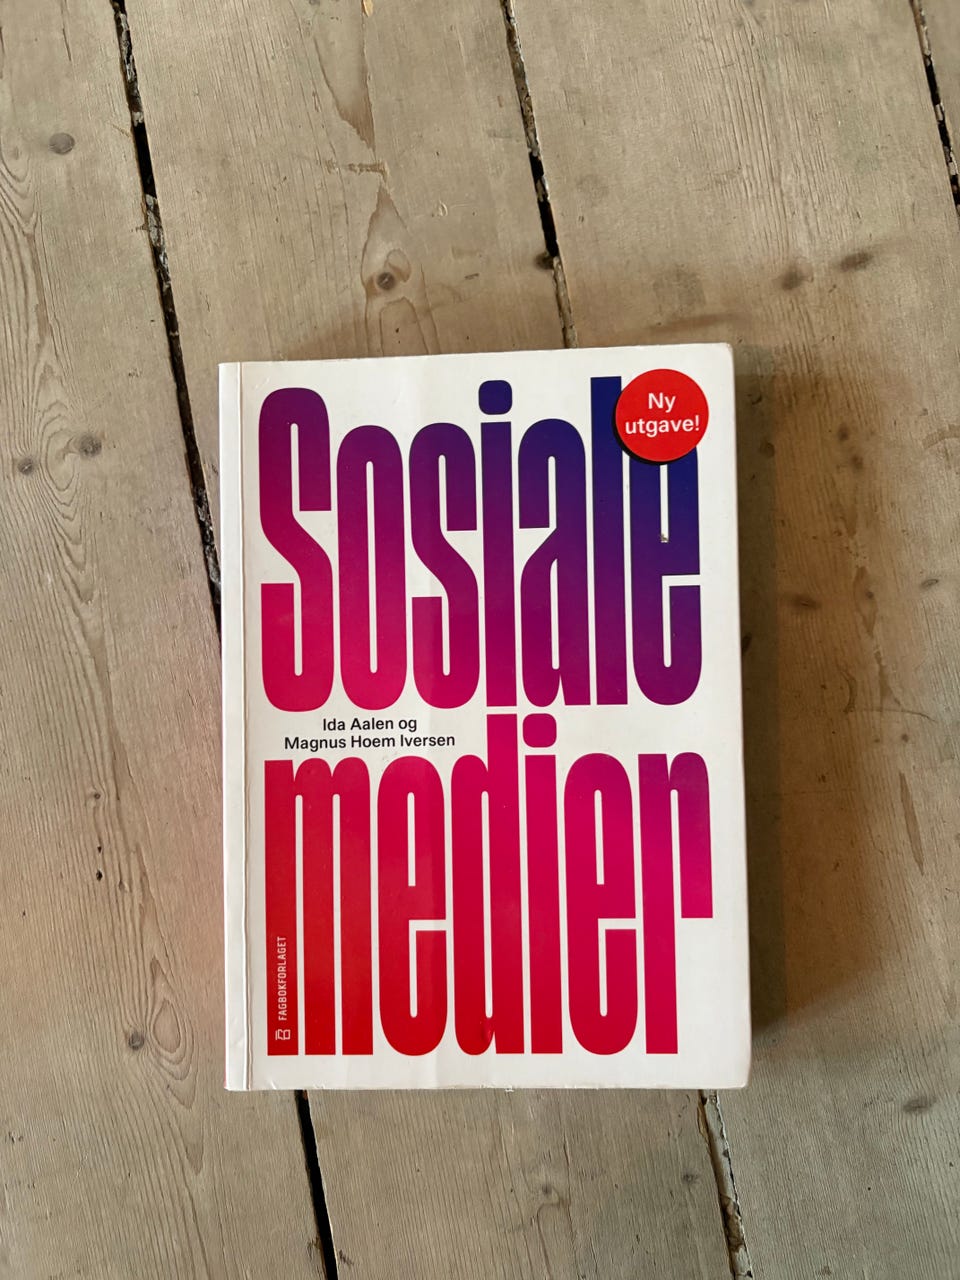 Sosiale
Ny
utgave!
Ida Aalen og
Magnus Hoem Iversen
medier
FAGBOKFORLAGET